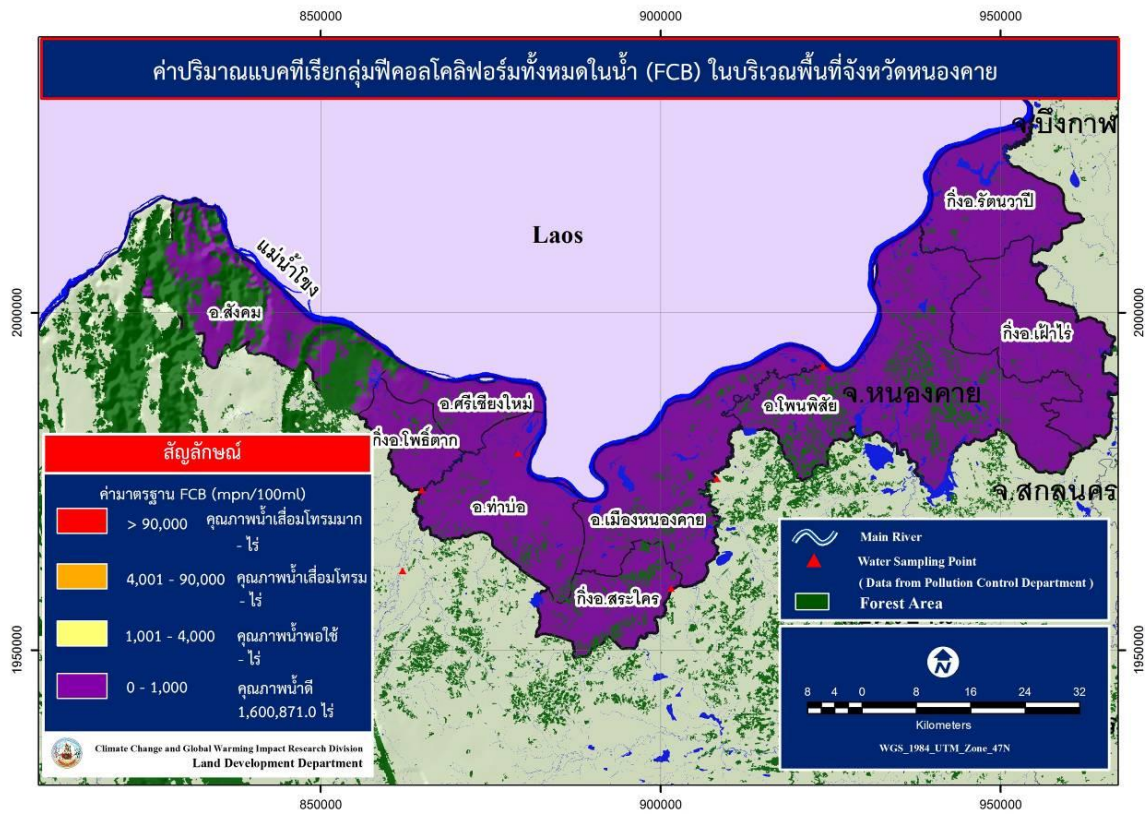 850000 900000 950000
ค่าปริมาณแบคทีเรียกลุ่มฟีคอลโคลิฟอร์มทั้งหมดในน้ำ (FCB) ในบริเวณพื้นที่จังหวัดหนองคาย
จ.บึงกาฬ
กิ่งอ.รัตนวาปี
Laos
แม่น้ำโขง
2000000 2000000
อ.สังคม
กิ่งอ.เฝ้าไร่
อ.ศรีเชียงใหม่
อ.โพนพิสัย
จ.หนองคาย
กิ่งอ.โพธิ์ตาก
อ.ท่าบ่อ
อ.เมืองหนองคาย
จ.สกลนคร
กิ่งอ.สระใคร
1950000 1950000
สัญลักษณ์
ค่ามาตรฐาน FCB (mpn/100ml)
> 90,000 คุณภาพน้ำเสื่อมโทรมมาก
- ไร่
4,001 - 90,000 คุณภาพน้ำเสื่อมโทรม
- ไร่
1,001 - 4,000 คุณภาพน้ำพอใช้
- ไร่
0 - 1,000 คุณภาพน้ำดี
1,600,871.0 ไร่
Climate Change and Global Warming Impact Research Division
Land Development Department
Main River
Water Sampling Point
( Data from Pollution Control Department )
Forest Area
N
8 4 0 8 16 24 32
Kilometers
WGS_1984_UTM_Zone_47N
850000 900000 950000